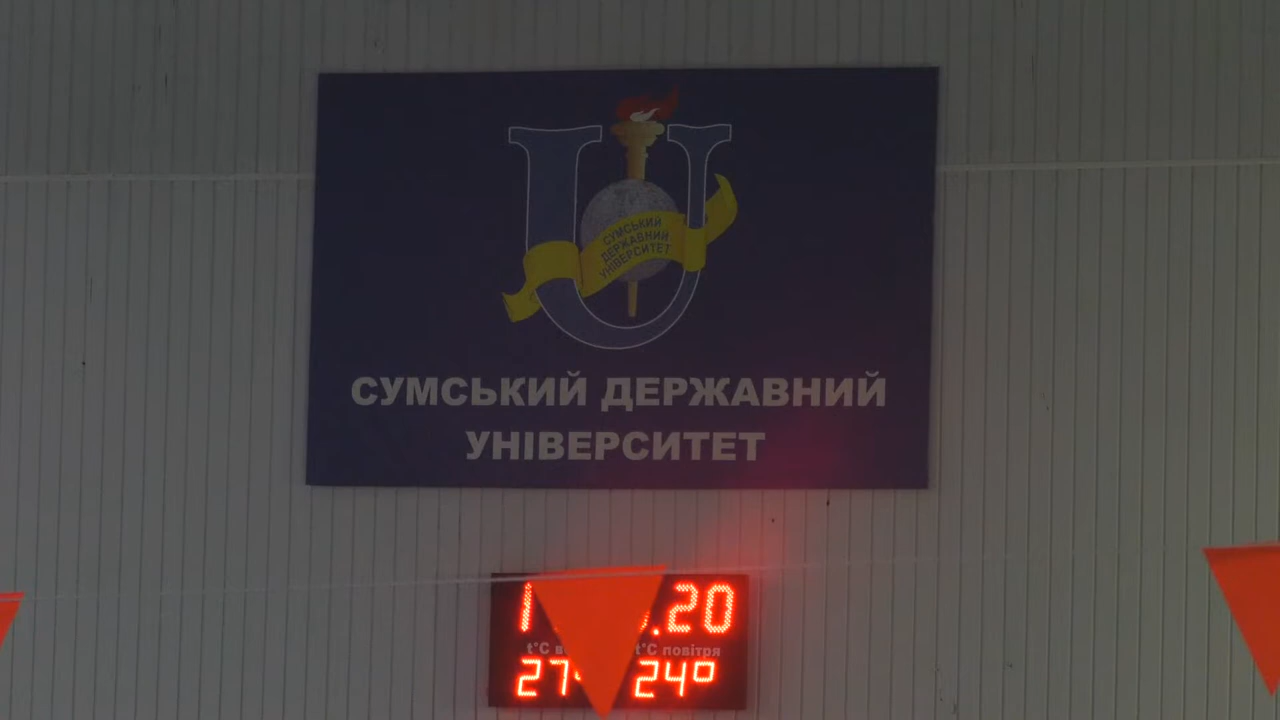 СУМСЬКИЙ
ДЕРЖАВНИЙ
УНІВЕРСИТЕТ
СУМСЬКИЙ ДЕРЖАВНИЙ
УНІВЕРСИТЕТ
.20
t°C t°C повітря
27° 24°